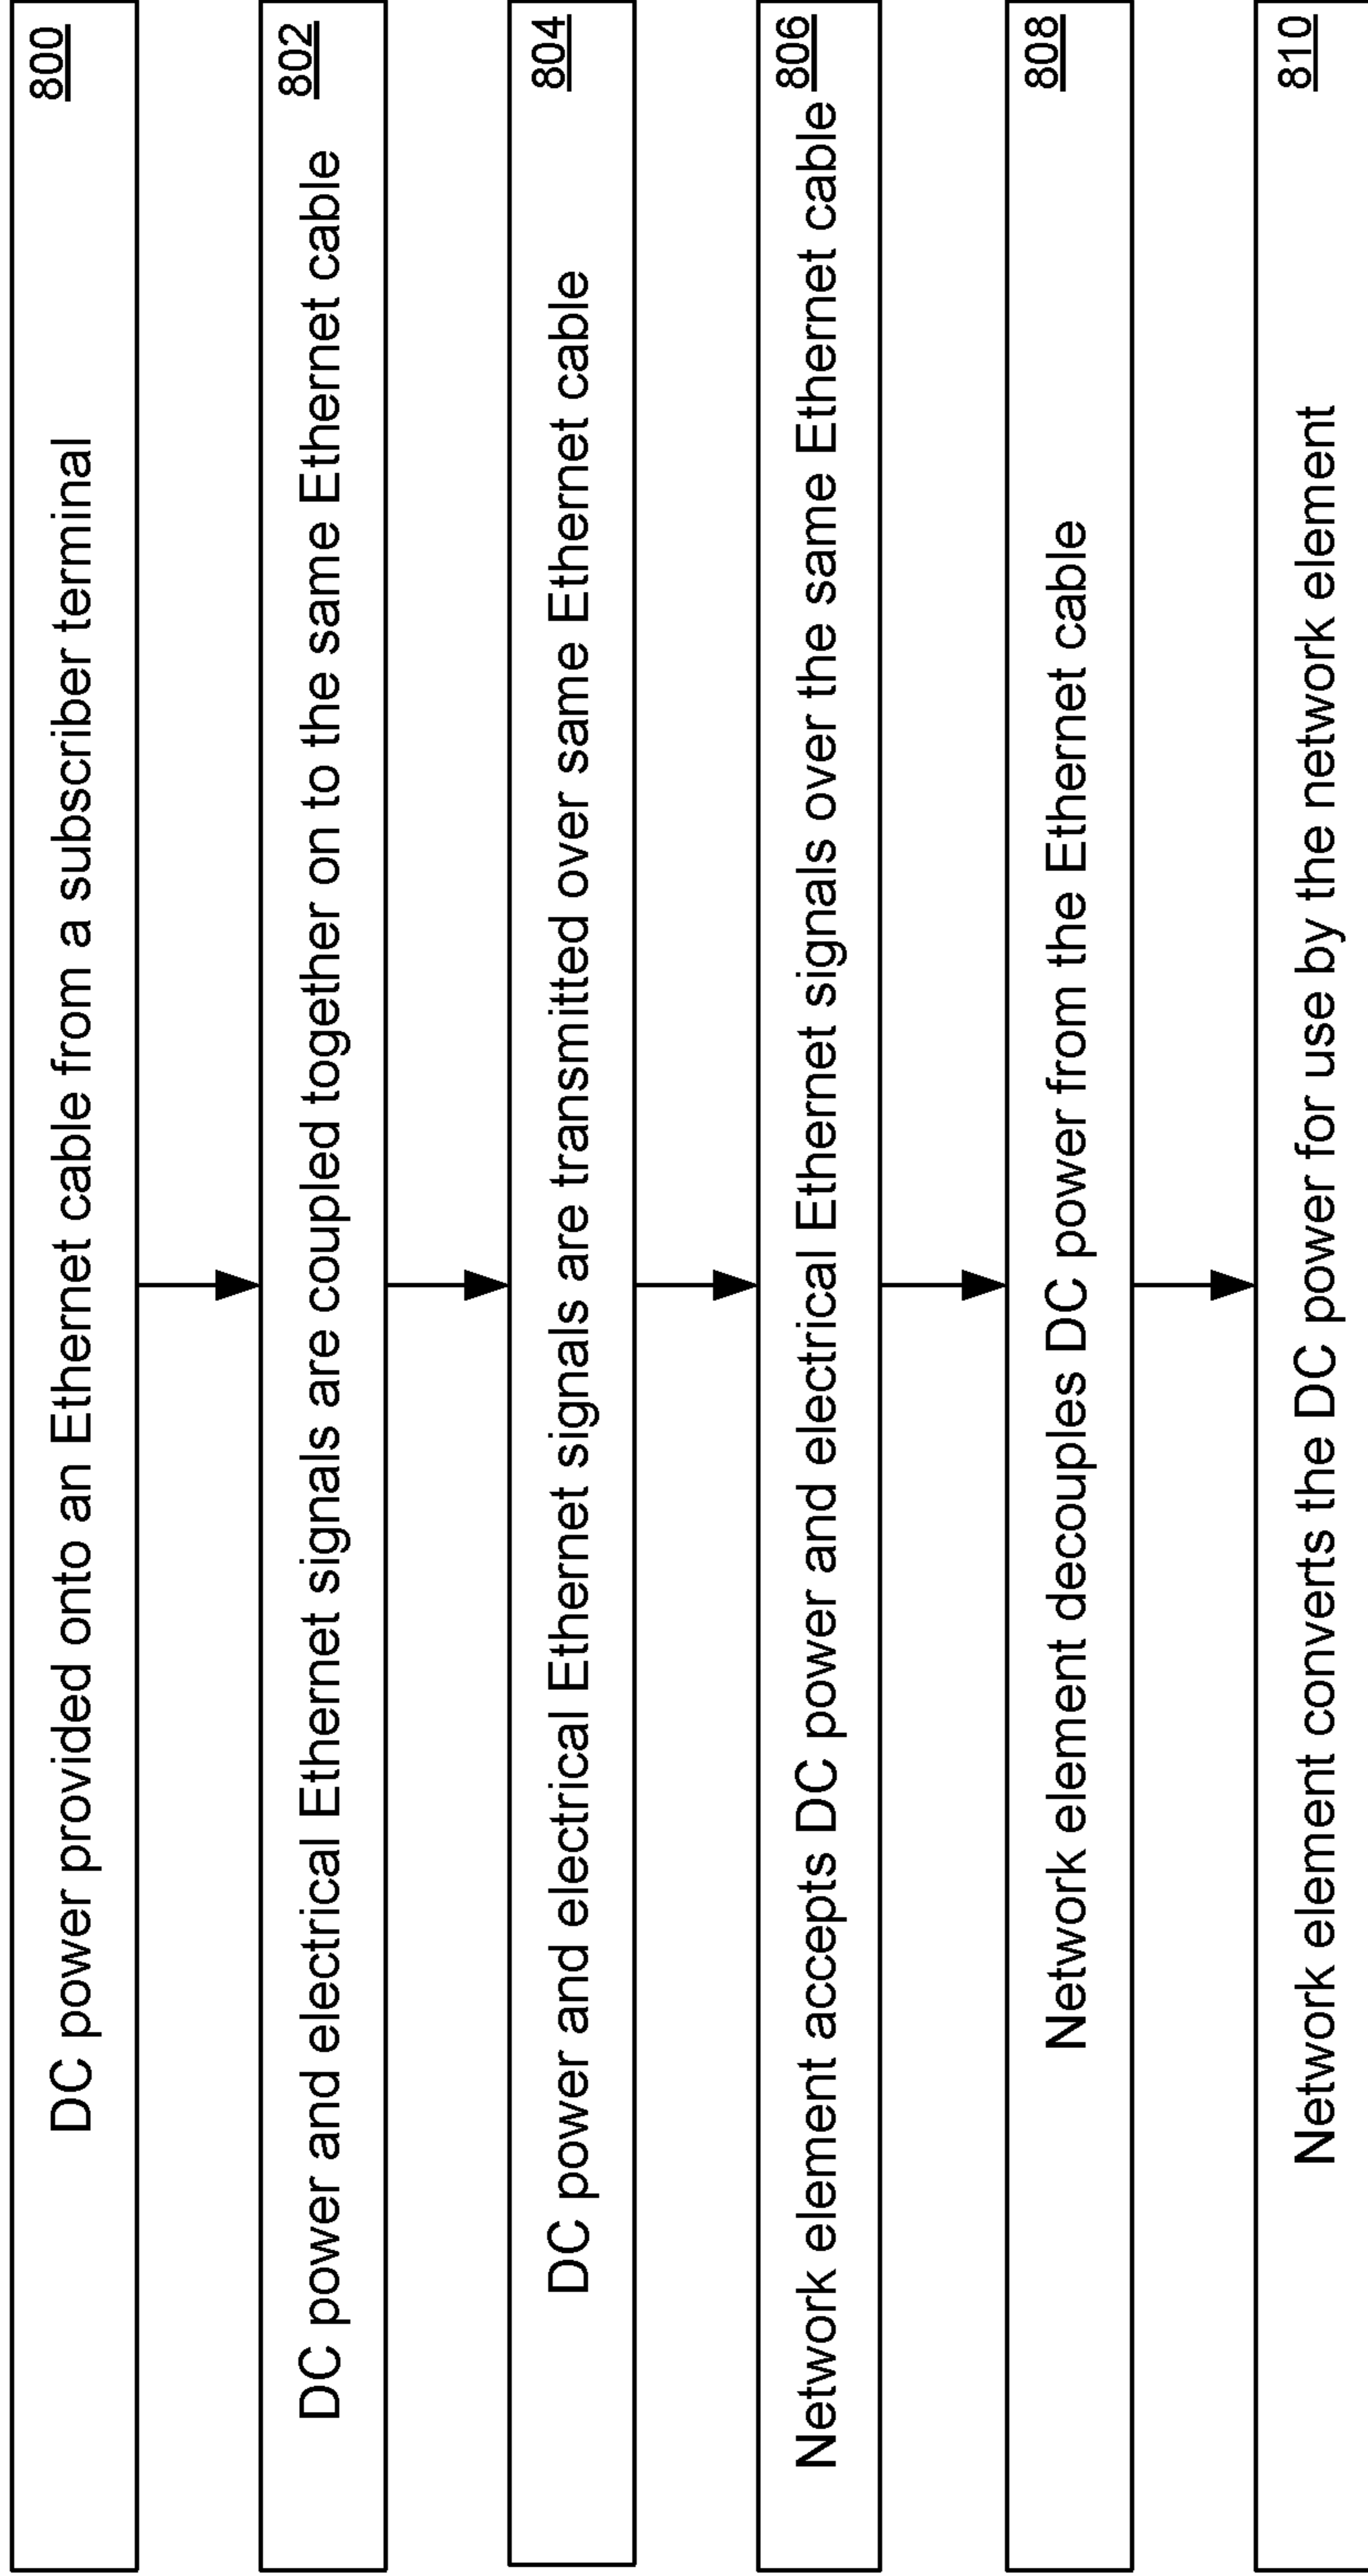 DC power provided onto an Ethernet cable from a subscriber terminal
800
DC power and electrical Ethernet signals are coupled together on to the same Ethernet cable
802
DC power and electrical Ethernet signals are transmitted over same Ethernet cable
804
Network element accepts DC power and electrical Ethernet signals over the same Ethernet cable
806
Network element decouples DC power from the Ethernet cable
808
Network element converts the DC power for use by the network element
810